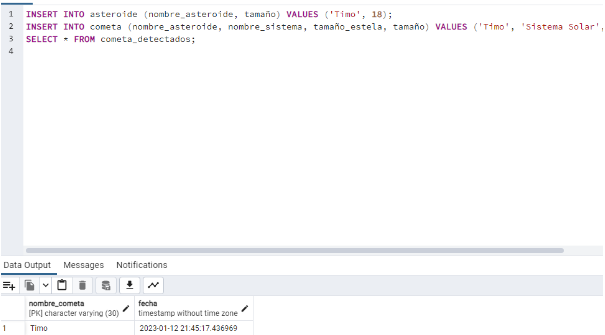 1 INSERT INTO asteroide (nombre_asteroide, tamaño) VALUES ('Timo', 18);
2 INSERT INTO cometa (nombre_asteroide, nombre_sistema, tamaño_estela, tamaño) VALUES ('Timo', 'Sistema Solar',
3 SELECT * FROM cometa_detectados;
4
Data Output Messages Notifications
nombre_cometa fecha
[PK] character varying (30) timestamp without time zone
1 Timo 2023-01-12 21:45:17.436969